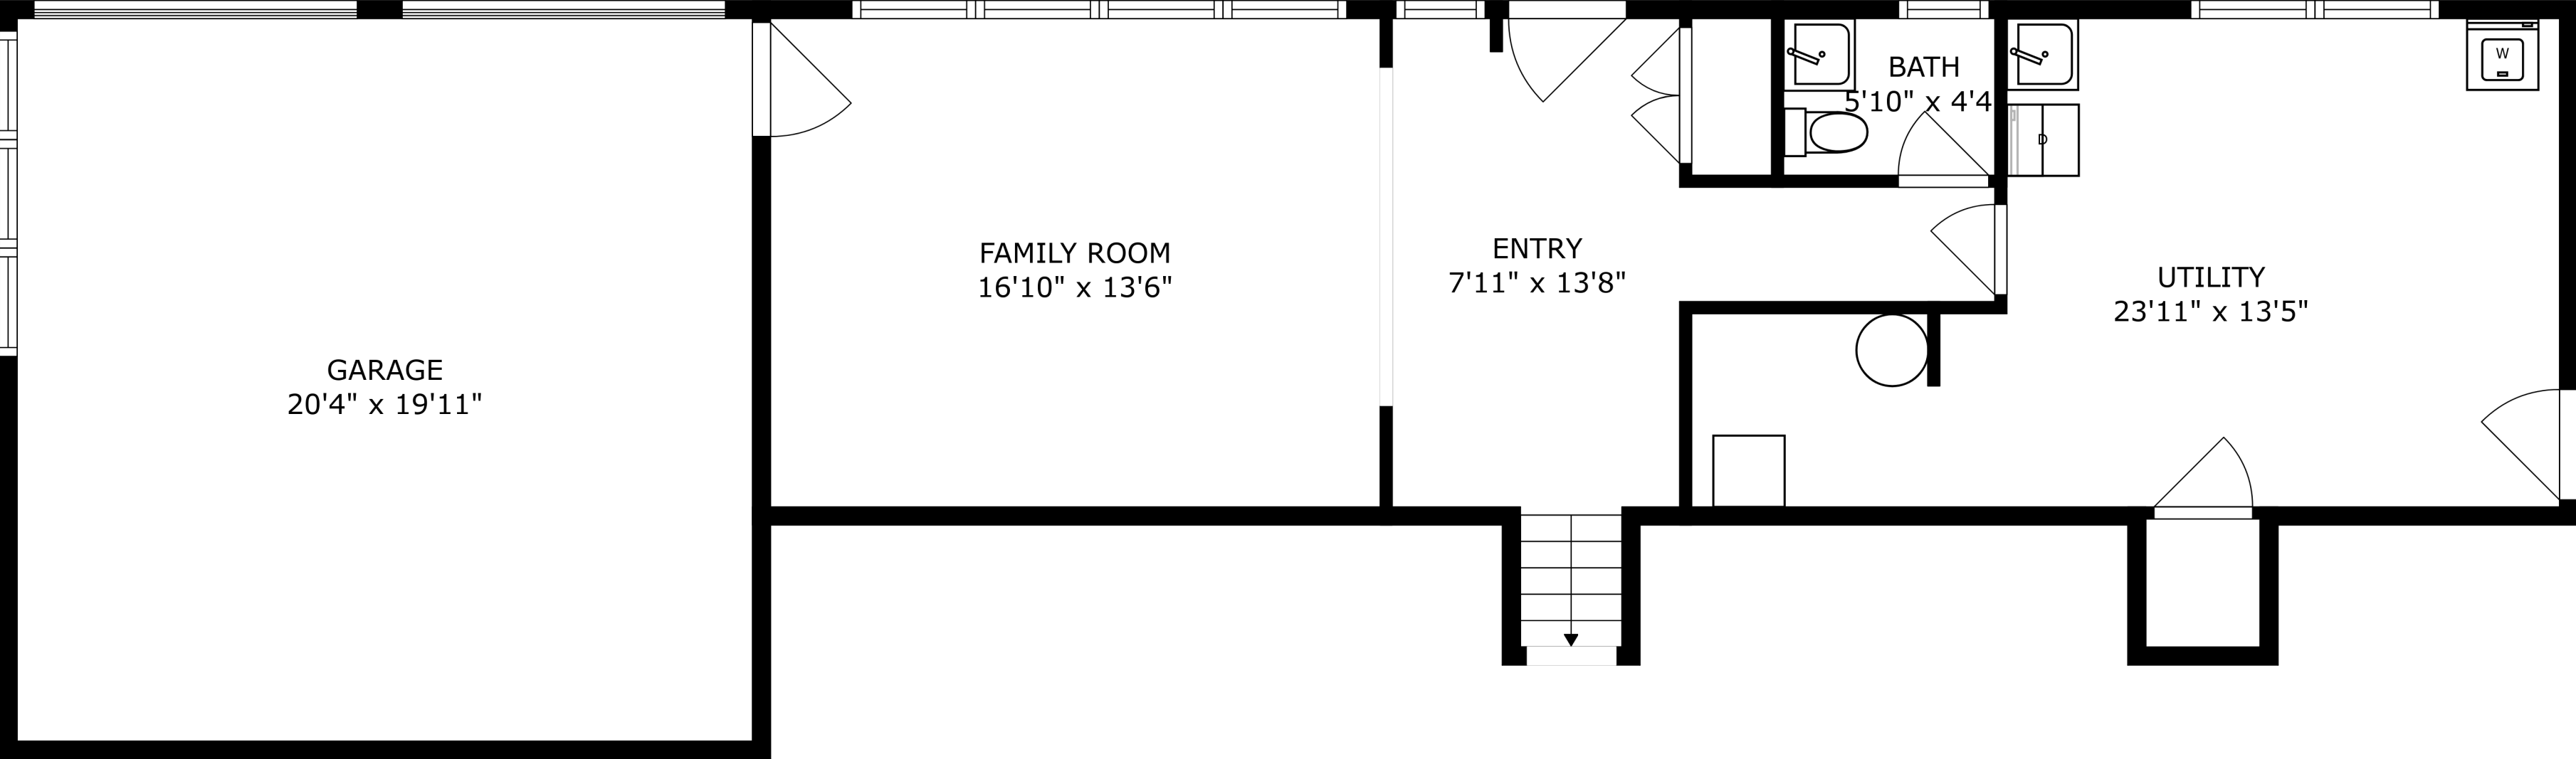 GARAGE
20'4" x 19'11"
FAMILY ROOM
16'10" x 13'6"
ENTRY
7'11" x 13'8"
BATH
5'10" x 4'4
UTILITY
23'11" x 13'5"
W
D